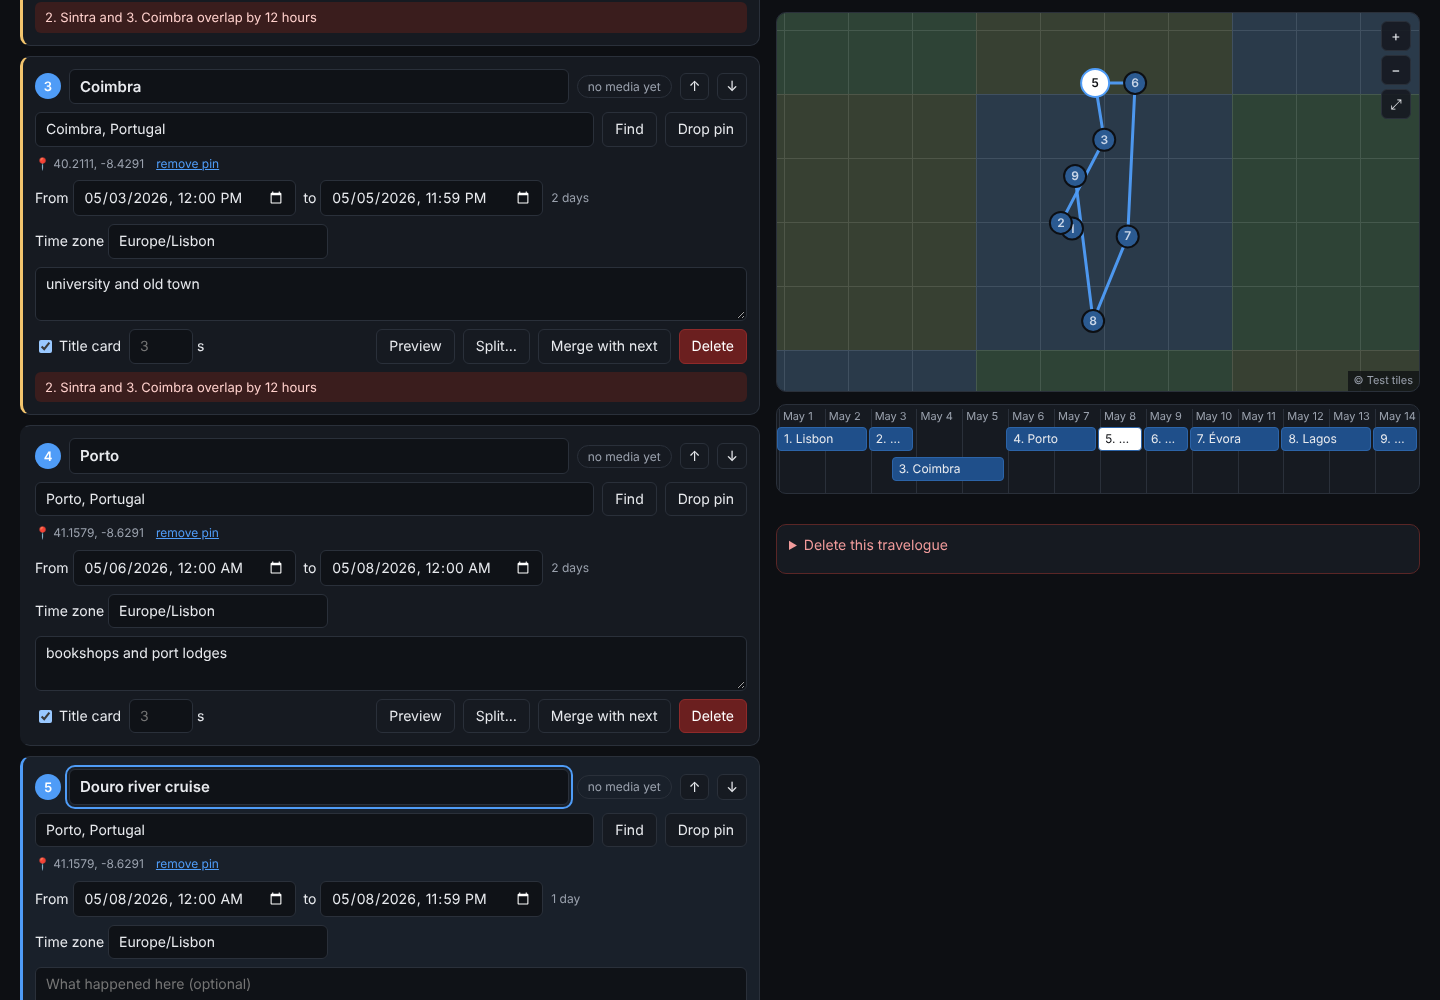 2. Sintra and 3. Coimbra overlap by 12 hours
3 Coimbra no media yet ↑ ↓
Coimbra, Portugal Find Drop pin
📍 40.2111, -8.4291 remove pin
From 05/03/2026, 12:00 PM to 05/05/2026, 11:59 PM 2 days
Time zone Europe/Lisbon
university and old town
Title card 3 s Preview Split... Merge with next Delete
2. Sintra and 3. Coimbra overlap by 12 hours
4 Porto no media yet ↑ ↓
Porto, Portugal Find Drop pin
📍 41.1579, -8.6291 remove pin
From 05/06/2026, 12:00 AM to 05/08/2026, 12:00 AM 2 days
Time zone Europe/Lisbon
bookshops and port lodges
Title card 3 s Preview Split... Merge with next Delete
5 Douro river cruise no media yet ↑ ↓
Porto, Portugal Find Drop pin
📍 41.1579, -8.6291 remove pin
From 05/08/2026, 12:00 AM to 05/08/2026, 11:59 PM 1 day
Time zone Europe/Lisbon
What happened here (optional)
+
−
⤢
5 6
3
9
2
7
8
© Test tiles
May 1 May 2 May 3 May 4 May 5 May 6 May 7 May 8 May 9 May 10 May 11 May 12 May 13 May 14
1. Lisbon 2. ... 4. Porto 5. ... 6. ... 7. Évora 8. Lagos 9. ...
3. Coimbra
▶ Delete this travelogue